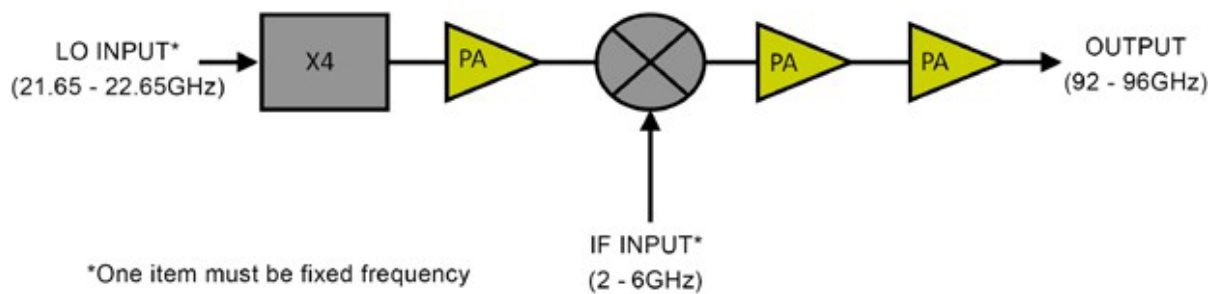 LO INPUT*
(21.65 - 22.65GHz)
X4
PA
PA
PA
OUTPUT
(92 - 96GHz)
IF INPUT*
(2 - 6GHz)
*One item must be fixed frequency